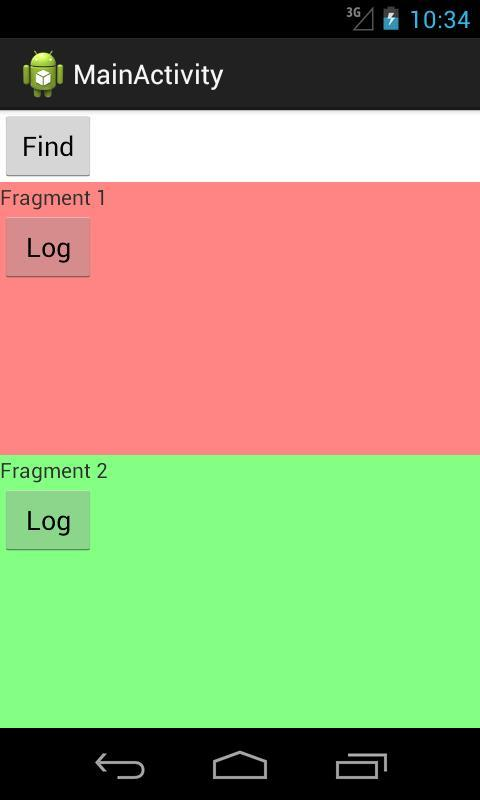 3G 10:34
MainActivity
Find
Fragment 1
Log
Fragment 2
Log